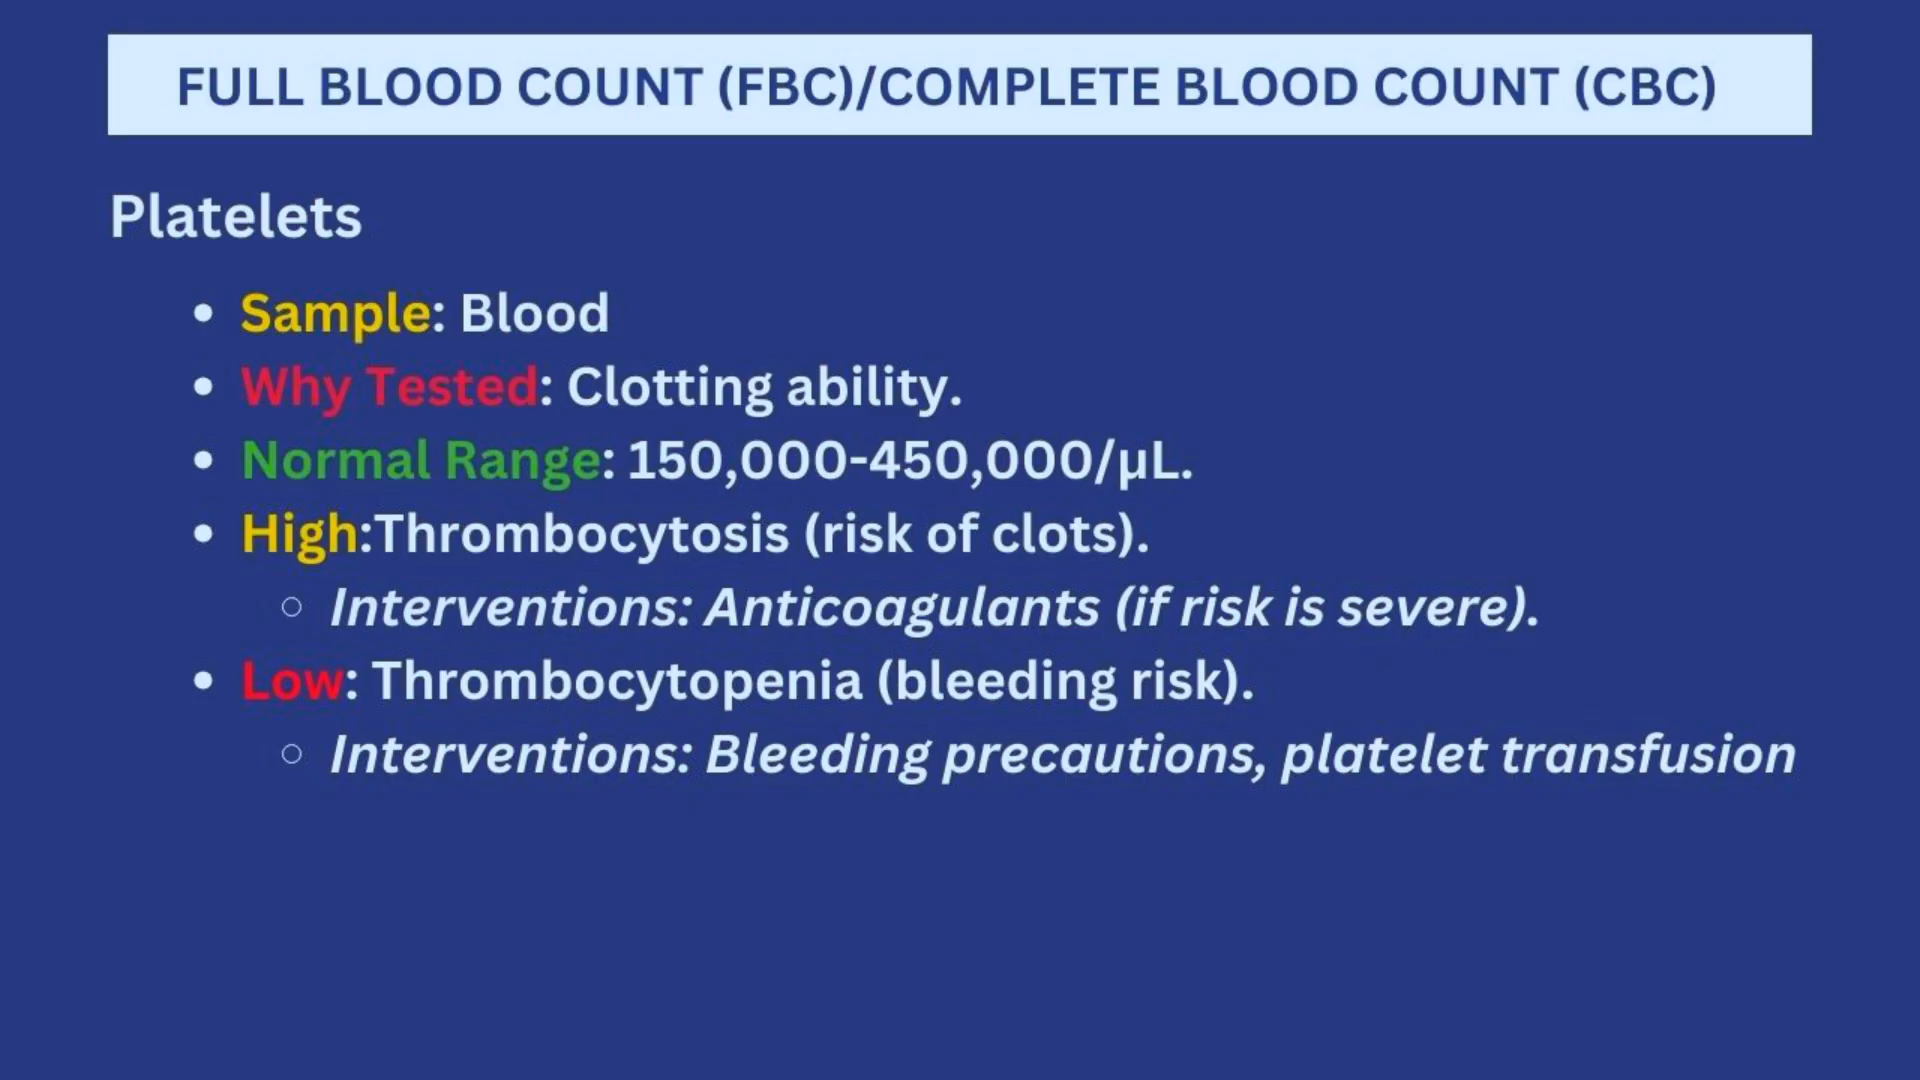 FULL BLOOD COUNT (FBC)/COMPLETE BLOOD COUNT (CBC)
Platelets
• Sample: Blood
• Why Tested: Clotting ability.
• Normal Range: 150,000-450,000/µL.
• High:Thrombocytosis (risk of clots).
○ Interventions: Anticoagulants (if risk is severe).
• Low: Thrombocytopenia (bleeding risk).
○ Interventions: Bleeding precautions, platelet transfusion